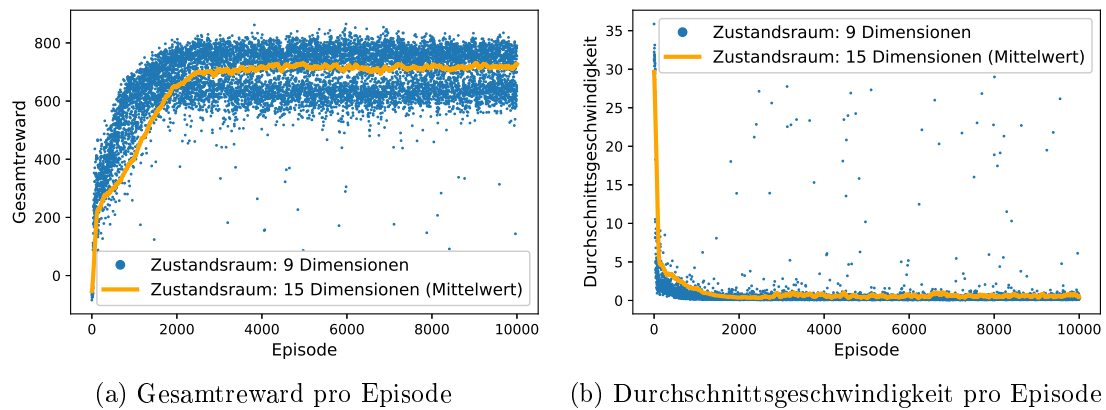 800
600
400
200
0
Gesamtreward
Zustandsraum: 9 Dimensionen
Zustandsraum: 15 Dimensionen (Mittelwert)
0 2000 4000 6000 8000 10000
Episode
(a) Gesamtreward pro Episode
35
30
25
20
15
10
5
0
Durchschnittsgeschwindigkeit
Zustandsraum: 9 Dimensionen
Zustandsraum: 15 Dimensionen (Mittelwert)
0 2000 4000 6000 8000 10000
Episode
(b) Durchschnittsgeschwindigkeit pro Episode